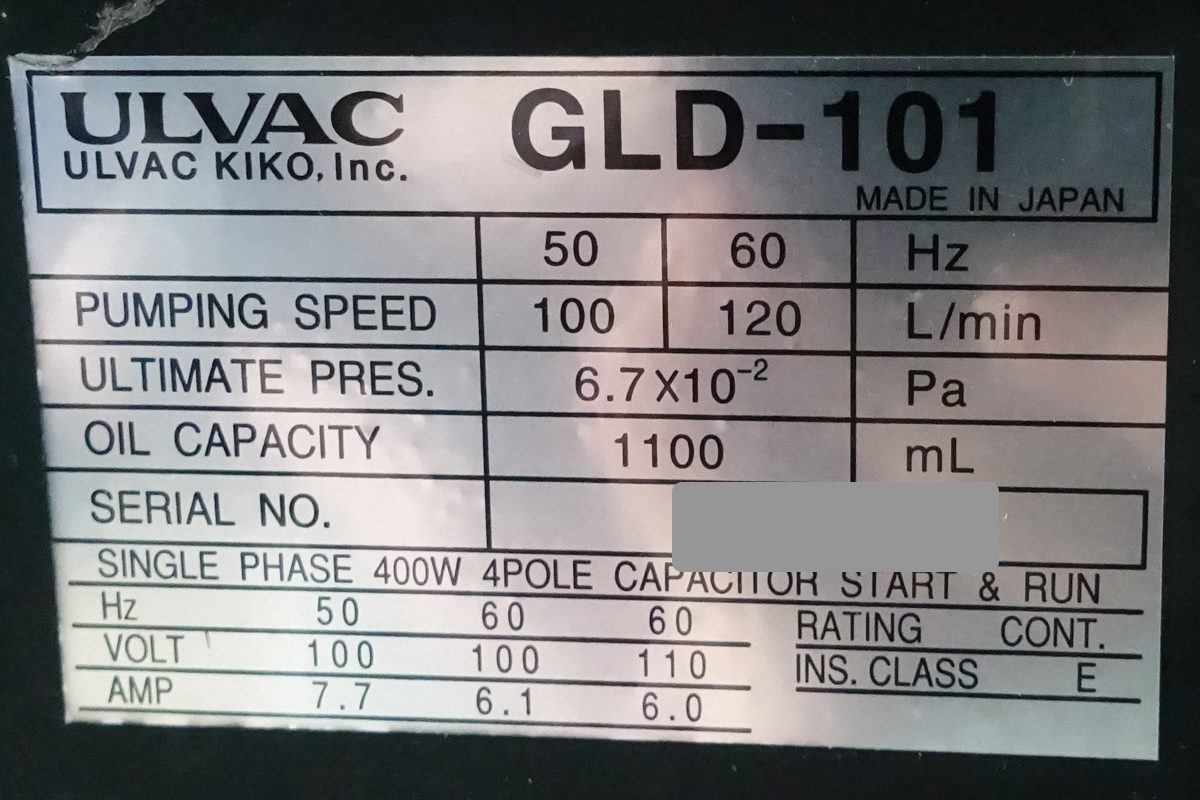 ULVAC GLD-101
ULVAC KIKO, Inc.
MADE IN JAPAN
50 60 Hz
PUMPING SPEED 100 120 L/min
ULTIMATE PRES. 6.7X10⁻² Pa
OIL CAPACITY 1100 mL
SERIAL NO.
SINGLE PHASE 400W 4POLE CAPACITOR START & RUN
Hz 50 60 60 RATING CONT.
VOLT 100 100 110 INS. CLASS E
AMP 7.7 6.1 6.0